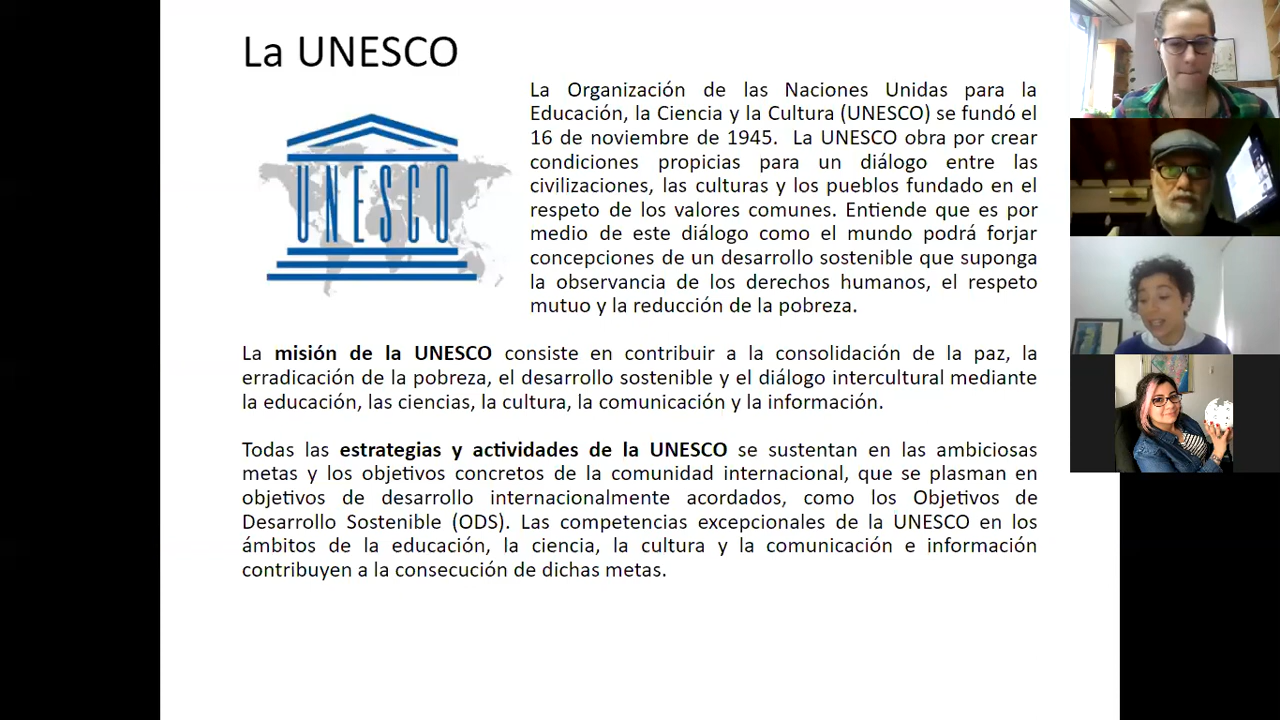 La UNESCO
UNESCO
La Organización de las Naciones Unidas para la
Educación, la Ciencia y la Cultura (UNESCO) se fundó el
16 de noviembre de 1945. La UNESCO obra por crear
condiciones propicias para un diálogo entre las
civilizaciones, las culturas y los pueblos fundado en el
respeto de los valores comunes. Entiende que es por
medio de este diálogo como el mundo podrá forjar
concepciones de un desarrollo sostenible que suponga
la observancia de los derechos humanos, el respeto
mutuo y la reducción de la pobreza.
La misión de la UNESCO consiste en contribuir a la consolidación de la paz, la
erradicación de la pobreza, el desarrollo sostenible y el diálogo intercultural mediante
la educación, las ciencias, la cultura, la comunicación y la información.
Todas las estrategias y actividades de la UNESCO se sustentan en las ambiciosas
metas y los objetivos concretos de la comunidad internacional, que se plasman en
objetivos de desarrollo internacionalmente acordados, como los Objetivos de
Desarrollo Sostenible (ODS). Las competencias excepcionales de la UNESCO en los
ámbitos de la educación, la ciencia, la cultura y la comunicación e información
contribuyen a la consecución de dichas metas.